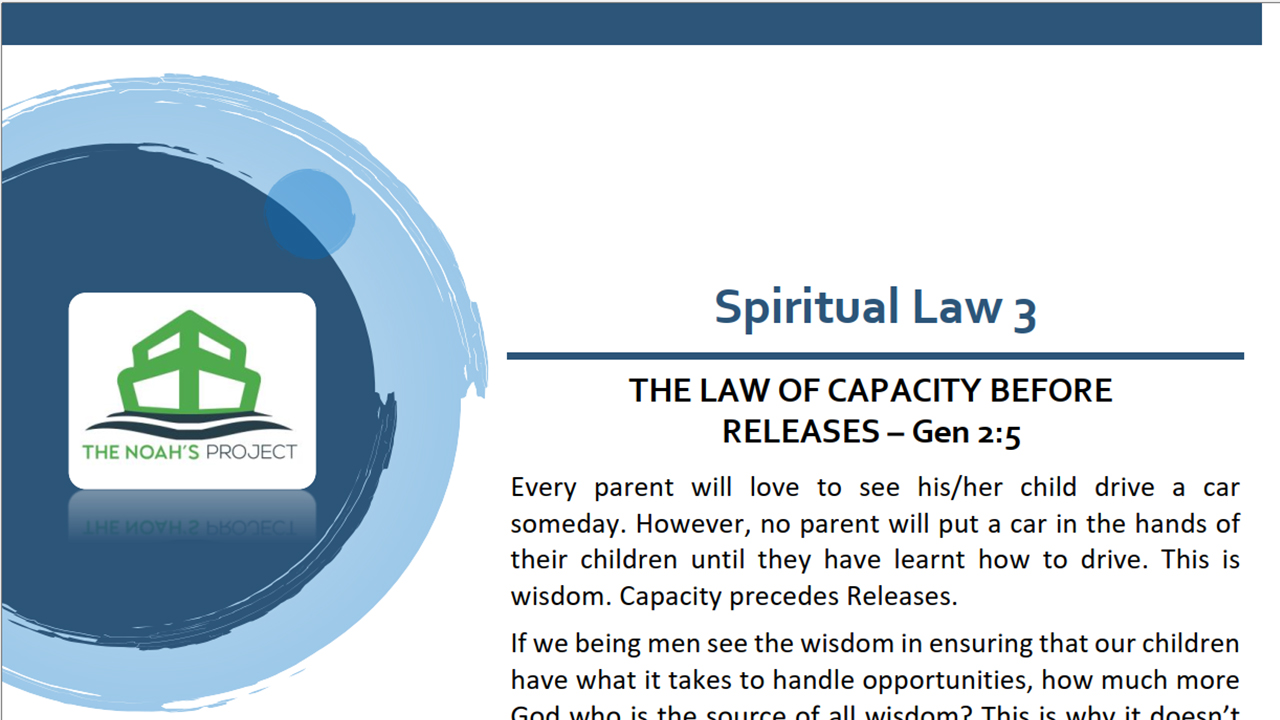 THE NOAH'S PROJECT
THE NOAH'S PROJECT
Spiritual Law 3
THE LAW OF CAPACITY BEFORE
RELEASES – Gen 2:5
Every parent will love to see his/her child drive a car
someday. However, no parent will put a car in the hands of
their children until they have learnt how to drive. This is
wisdom. Capacity precedes Releases.
If we being men see the wisdom in ensuring that our children
have what it takes to handle opportunities, how much more
God who is the source of all wisdom? This is why it doesn't